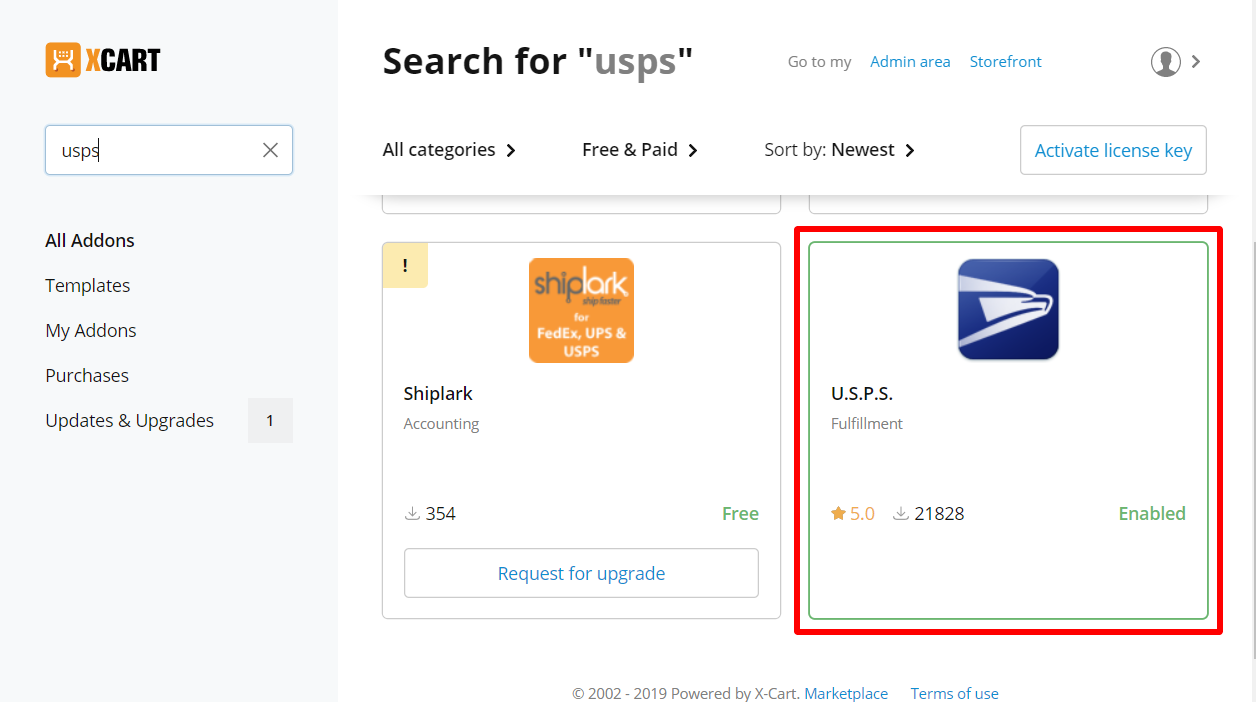 XCART
Search for "usps"
Go to my Admin area Storefront
usps
All categories
Free & Paid
Sort by: Newest
Activate license key
All Addons
Templates
My Addons
Purchases
Updates & Upgrades 1
!
shiplark
ship faster
for
FedEx, UPS &
USPS
Shiplark
Accounting
354
Free
Request for upgrade
U.S.P.S.
Fulfillment
5.0 21828
Enabled
© 2002 - 2019 Powered by X-Cart. Marketplace Terms of use